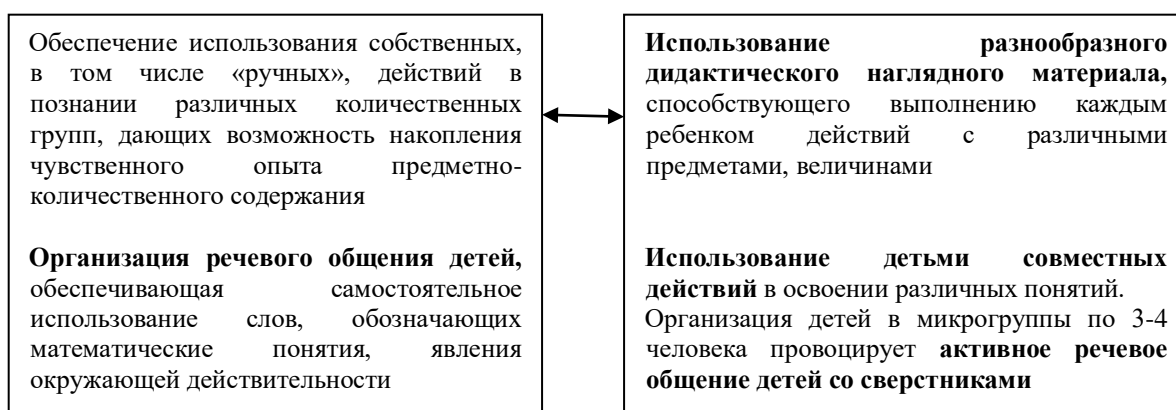 Обеспечение использования собственных,
в том числе «ручных», действий в
познании различных количественных
групп, дающих возможность накопления
чувственного опыта предметно-
количественного содержания
Организация речевого общения детей,
обеспечивающая самостоятельное
использование слов, обозначающих
математические понятия, явления
окружающей действительности
Использование разнообразного
дидактического наглядного материала,
способствующего выполнению каждым
ребенком действий с различными
предметами, величинами
Использование детьми совместных
действий в освоении различных понятий.
Организация детей в микрогруппы по 3-4
человека провоцирует активное речевое
общение детей со сверстниками